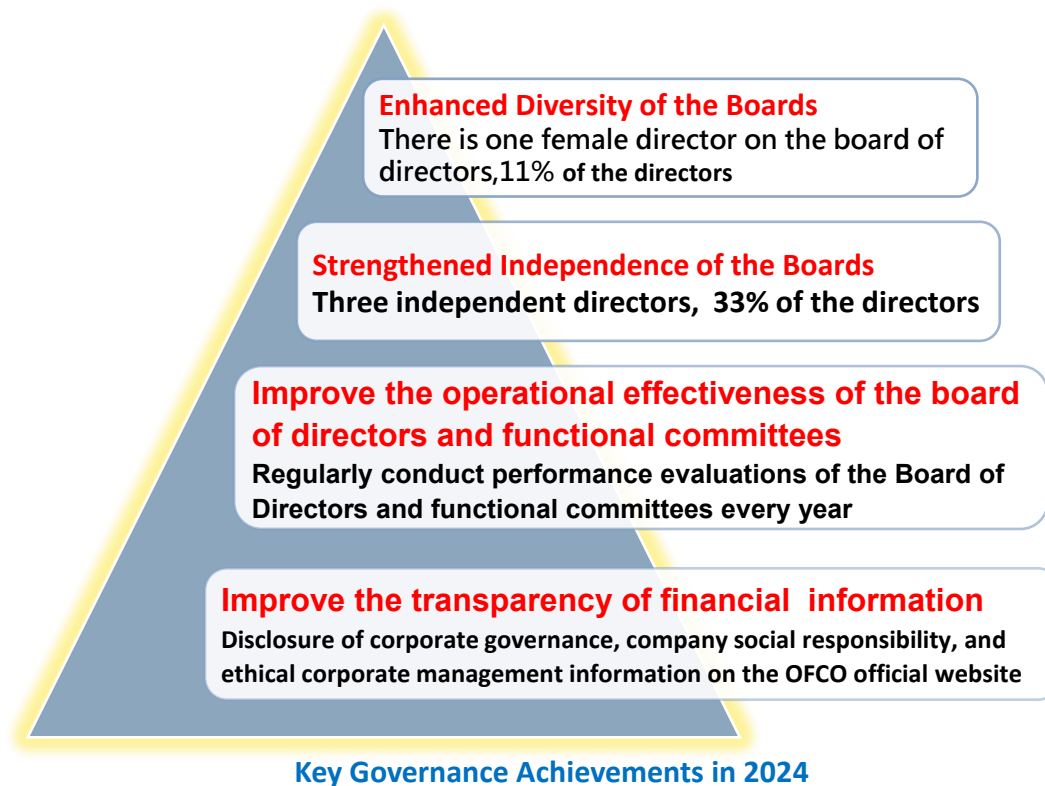 Enhanced Diversity of the Boards
There is one female director on the board of
directors,11% of the directors
Strengthened Independence of the Boards
Three independent directors, 33% of the directors
Improve the operational effectiveness of the board
of directors and functional committees
Regularly conduct performance evaluations of the Board of
Directors and functional committees every year
Improve the transparency of financial information
Disclosure of corporate governance, company social responsibility, and
ethical corporate management information on the OFCO official website
Key Governance Achievements in 2024